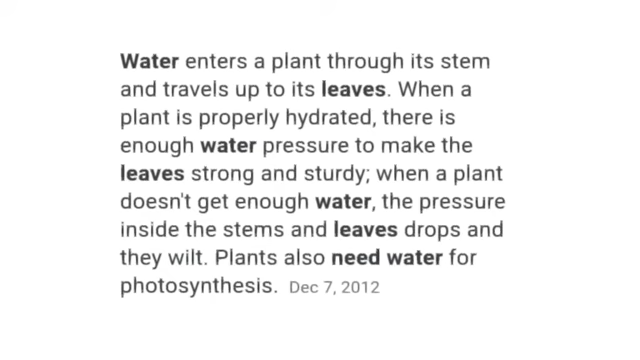 Water enters a plant through its stem
and travels up to its leaves. When a
plant is properly hydrated, there is
enough water pressure to make the
leaves strong and sturdy; when a plant
doesn't get enough water, the pressure
inside the stems and leaves drops and
they wilt. Plants also need water for
photosynthesis. Dec 7, 2012